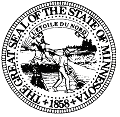 THE GREAT SEAL OF THE STATE OF MINNESOTA
L'ETOILE DU NORD
1858